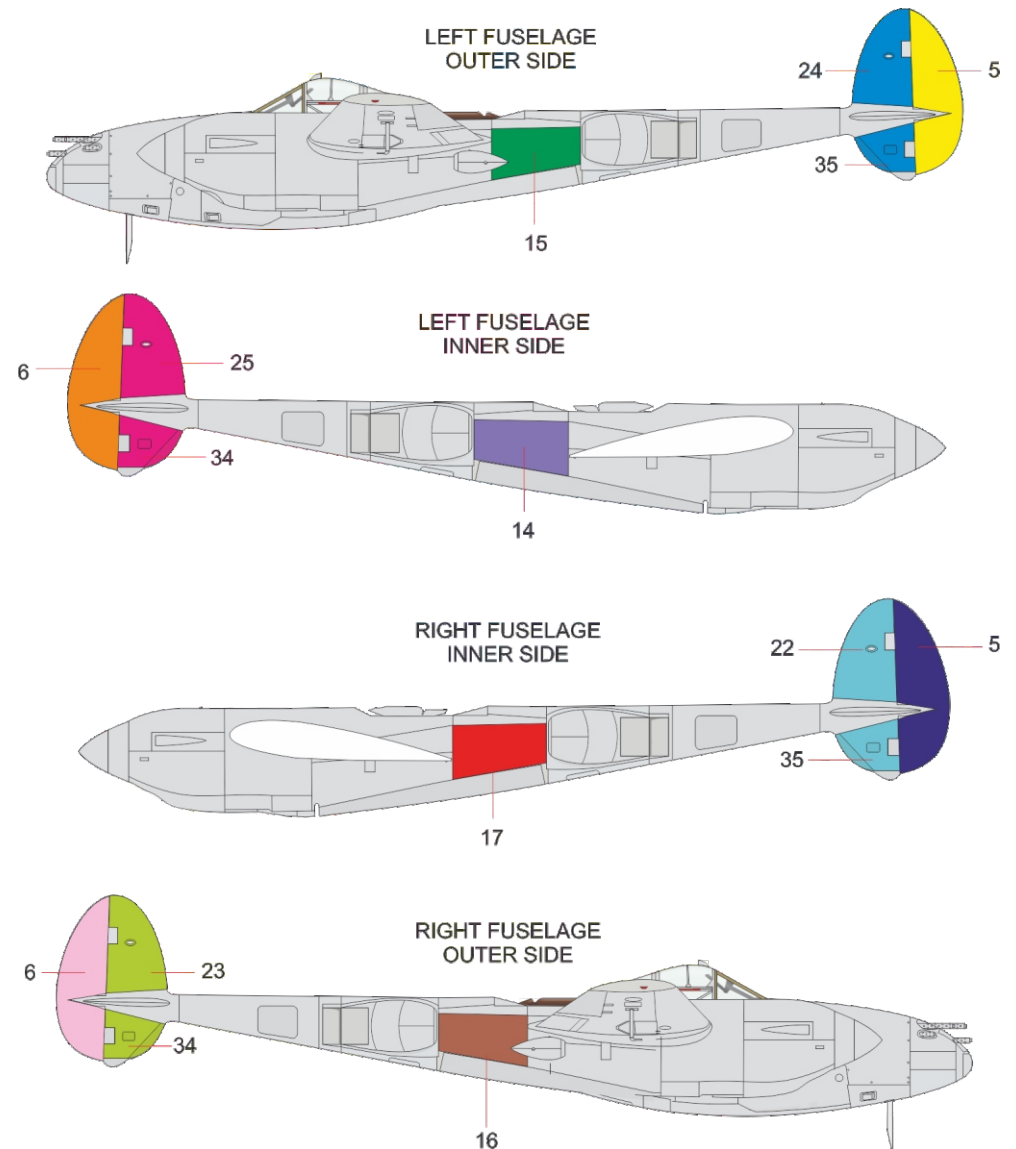 LEFT FUSELAGE
OUTER SIDE
24
5
35
15
LEFT FUSELAGE
INNER SIDE
6
25
34
14
RIGHT FUSELAGE
INNER SIDE
22
5
35
17
RIGHT FUSELAGE
OUTER SIDE
6
23
34
16